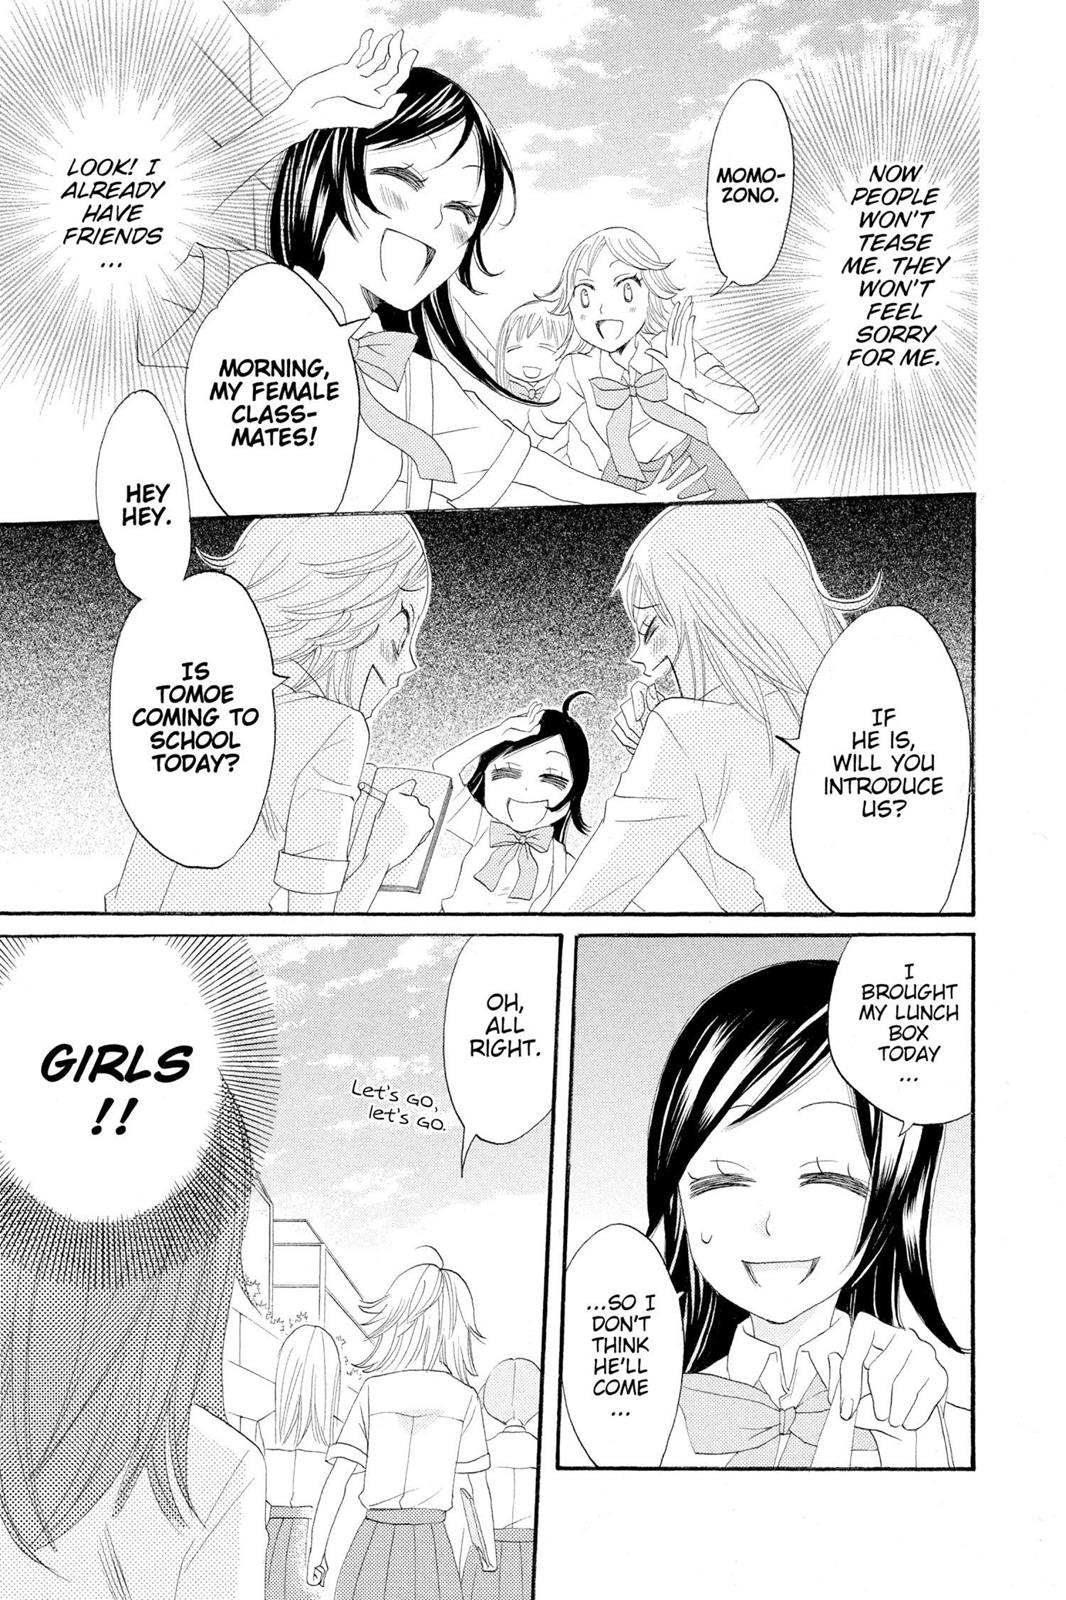 NOW
PEOPLE
WON'T
TEASE
ME. THEY
WON'T
FEEL
SORRY
FOR ME.
MOMO-
ZONO.
LOOK! I
ALREADY
HAVE
FRIENDS
...
MORNING,
MY FEMALE
CLASS-
MATES!
HEY
HEY.
IS
TOMOE
COMING TO
SCHOOL
TODAY?
IF
HE IS,
WILL YOU
INTRODUCE
US?
I
BROUGHT
MY LUNCH
BOX
TODAY
...
...SO I
DON'T
THINK
HE'LL
COME
...
OH,
ALL
RIGHT.
Let's GO,
let's GO.
GIRLS
!!